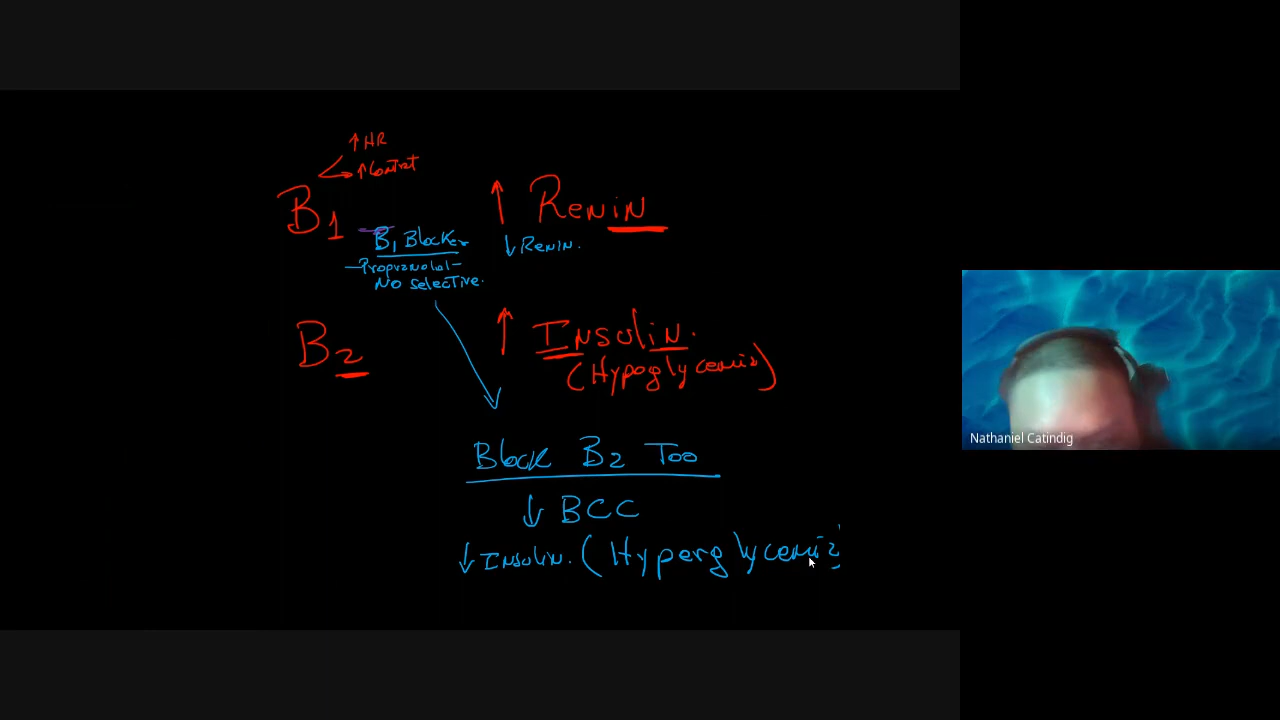 ↑ HR
↑ Contrat
B1
↑ Renin
B1 Blocker
↓ Renin.
-Propranolol-
No selective.
B2
↑ Insulin.
(Hypoglycemia)
Block B2 Too
↓ BCC
↓ Insulin. (Hyperglycemia
Nathaniel Catindig